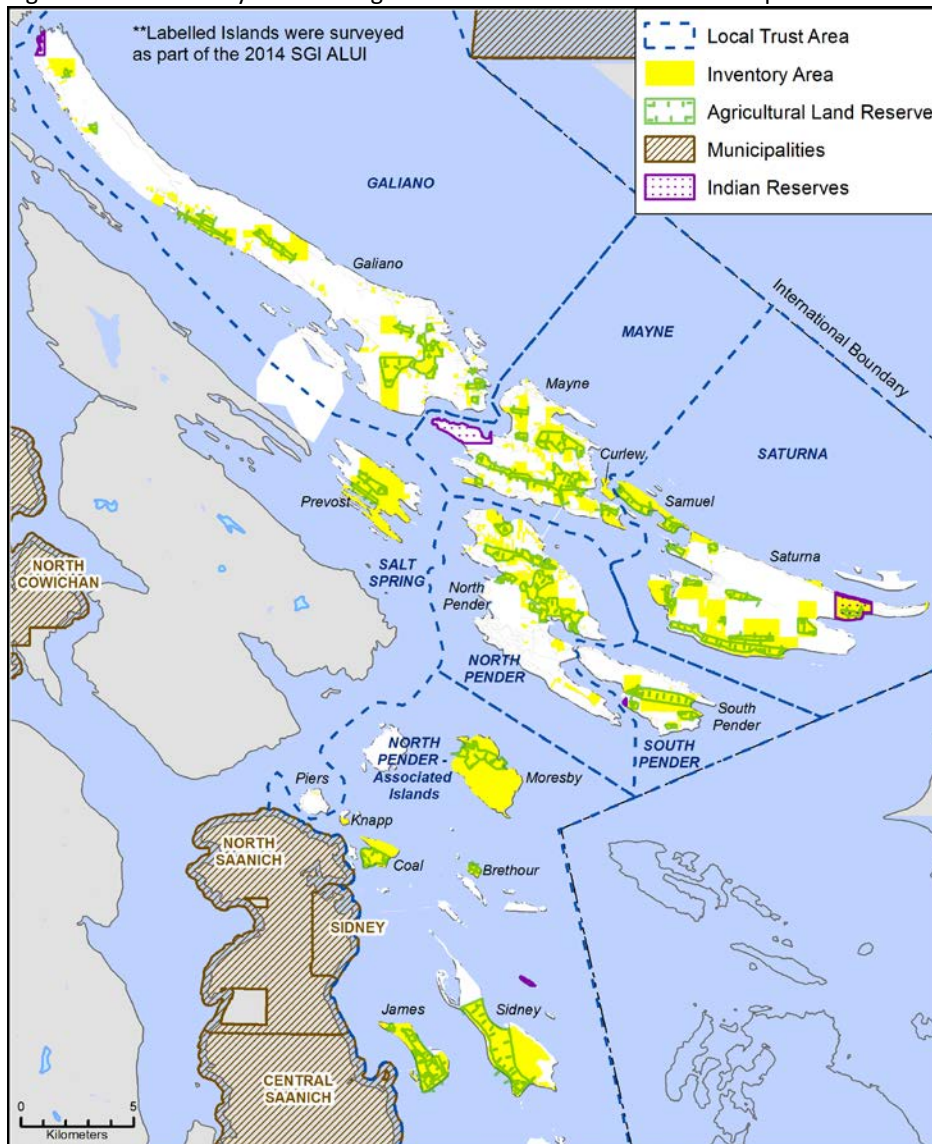 **Labelled Islands were surveyed
as part of the 2014 SGI ALUI
Local Trust Area
Inventory Area
Agricultural Land Reserve
Municipalities
Indian Reserves
GALIANO
Galiano
International Boundary
MAYNE
Mayne
Curlew
SATURNA
Samuel
Prevost
Saturna
NORTH
COWICHAN
SALT
SPRING
North
Pender
NORTH
PENDER
South
Pender
SOUTH
PENDER
NORTH
PENDER -
Associated
Islands
Piers
Moresby
Knapp
NORTH
SAANICH
Coal
Brethour
SIDNEY
James
Sidney
CENTRAL
SAANICH
0 5
Kilometers